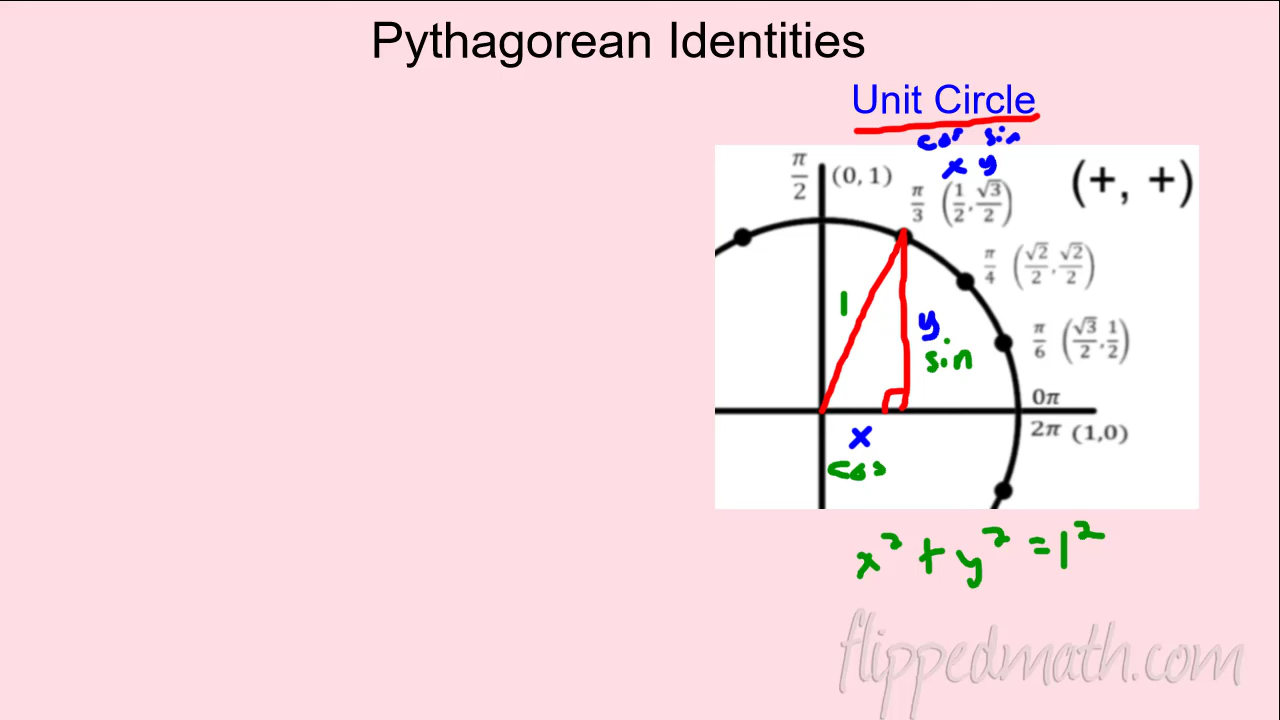 Pythagorean Identities
Unit Circle
cos sin
x y
π/2 (0, 1)
(+, +)
π/3 (1/2, √3/2)
π/4 (√2/2, √2/2)
1
y
sin
π/6 (√3/2, 1/2)
0π
2π (1,0)
x
cos
x² + y² = 1²
flippedmath.com